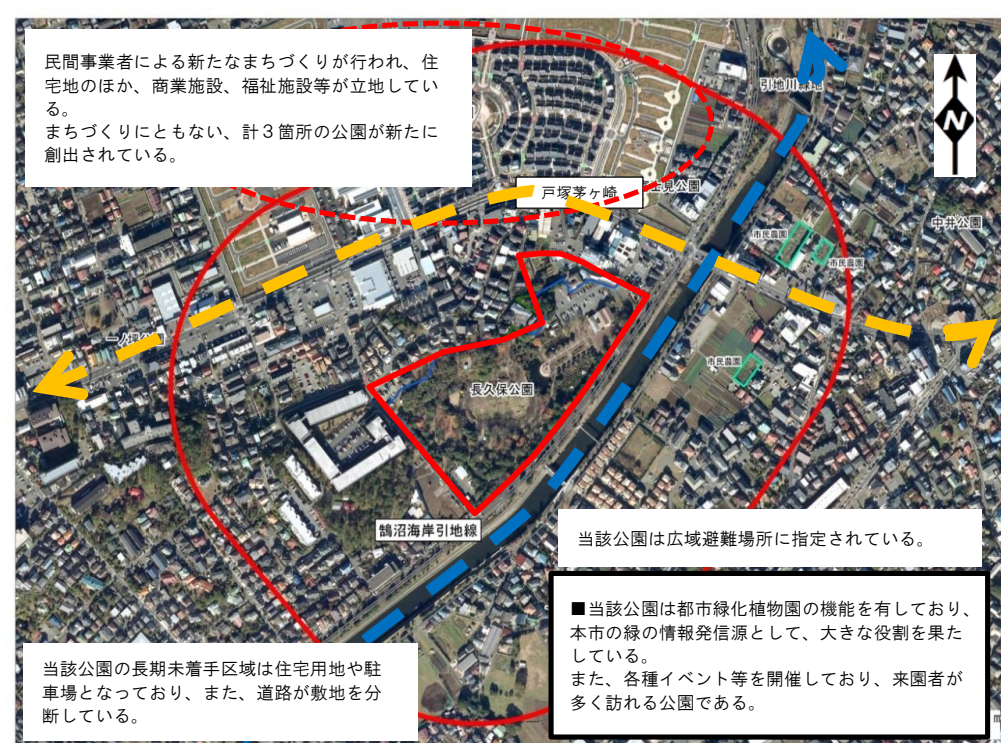 民間事業者による新たなまちづくりが行われ、住
宅地のほか、商業施設、福祉施設等が立地してい
る。
まちづくりにともない、計３箇所の公園が新たに
創出されている。
引地川緑地
N
戸塚茅ヶ崎
見公園
中井公園
市民農園
市民農園
一ノ坪公園
市民農園
長久保公園
鵠沼海岸引地線
当該公園は広域避難場所に指定されている。
■当該公園は都市緑化植物園の機能を有しており、
本市の緑の情報発信源として、大きな役割を果た
している。
また、各種イベント等を開催しており、来園者が
多く訪れる公園である。
当該公園の長期未着手区域は住宅用地や駐
車場となっており、また、道路が敷地を分
断している。